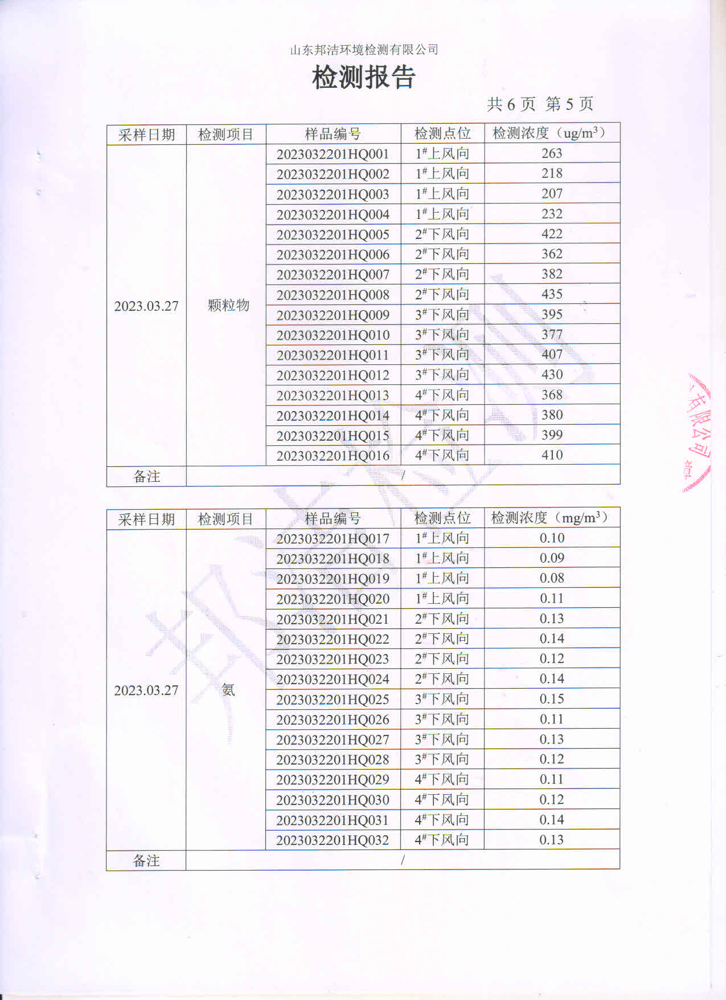 山东邦洁环境检测有限公司
检测报告
共 6 页 第 5 页
采样日期 检测项目 样品编号 检测点位 检测浓度（ug/m³）
2023032201HQ001 1#上风向 263
2023032201HQ002 1#上风向 218
2023032201HQ003 1#上风向 207
2023032201HQ004 1#上风向 232
2023032201HQ005 2#下风向 422
2023032201HQ006 2#下风向 362
2023032201HQ007 2#下风向 382
2023032201HQ008 2#下风向 435
2023.03.27 颗粒物
2023032201HQ009 3#下风向 395
2023032201HQ010 3#下风向 377
2023032201HQ011 3#下风向 407
2023032201HQ012 3#下风向 430
2023032201HQ013 4#下风向 368
2023032201HQ014 4#下风向 380
2023032201HQ015 4#下风向 399
2023032201HQ016 4#下风向 410
备注 /
采样日期 检测项目 样品编号 检测点位 检测浓度（mg/m³）
2023032201HQ017 1#上风向 0.10
2023032201HQ018 1#上风向 0.09
2023032201HQ019 1#上风向 0.08
2023032201HQ020 1#上风向 0.11
2023032201HQ021 2#下风向 0.13
2023032201HQ022 2#下风向 0.14
2023032201HQ023 2#下风向 0.12
2023032201HQ024 2#下风向 0.14
2023.03.27 氨
2023032201HQ025 3#下风向 0.15
2023032201HQ026 3#下风向 0.11
2023032201HQ027 3#下风向 0.13
2023032201HQ028 3#下风向 0.12
2023032201HQ029 4#下风向 0.11
2023032201HQ030 4#下风向 0.12
2023032201HQ031 4#下风向 0.14
2023032201HQ032 4#下风向 0.13
备注 /
邦洁检测
有限公司